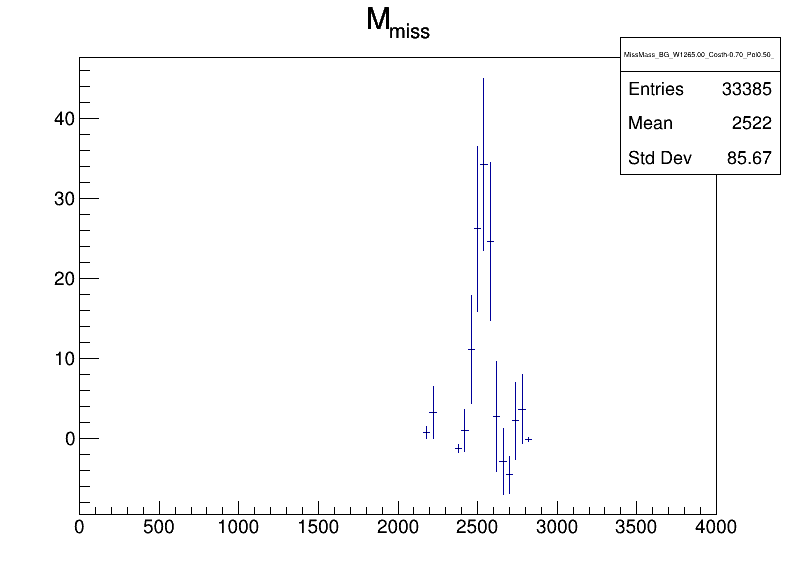 M_miss
MissMass_BG_W1265.00_Costh-0.70_Pol0.50_
Entries 33385
Mean 2522
Std Dev 85.67
40
30
20
10
0
0 500 1000 1500 2000 2500 3000 3500 4000